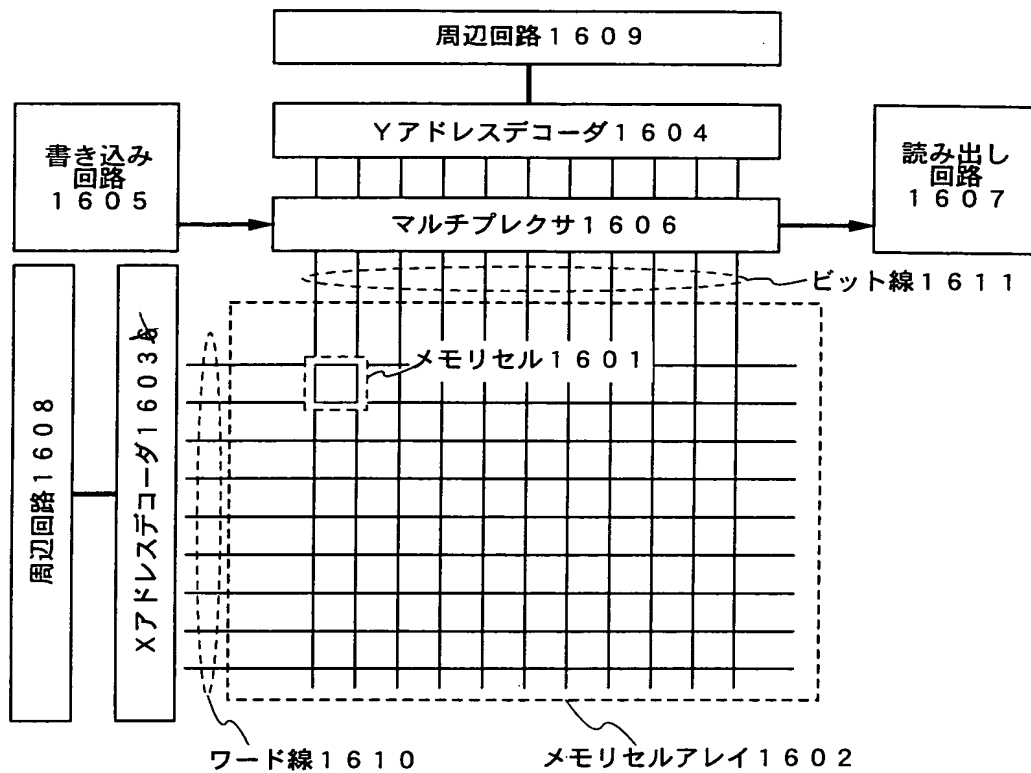 周辺回路1609
Yアドレスデコーダ1604
書き込み
回路
1605
マルチプレクサ1606
読み出し
回路
1607
ビット線1611
メモリセル1601
周辺回路1608
Xアドレスデコーダ1603
ワード線1610
メモリセルアレイ1602